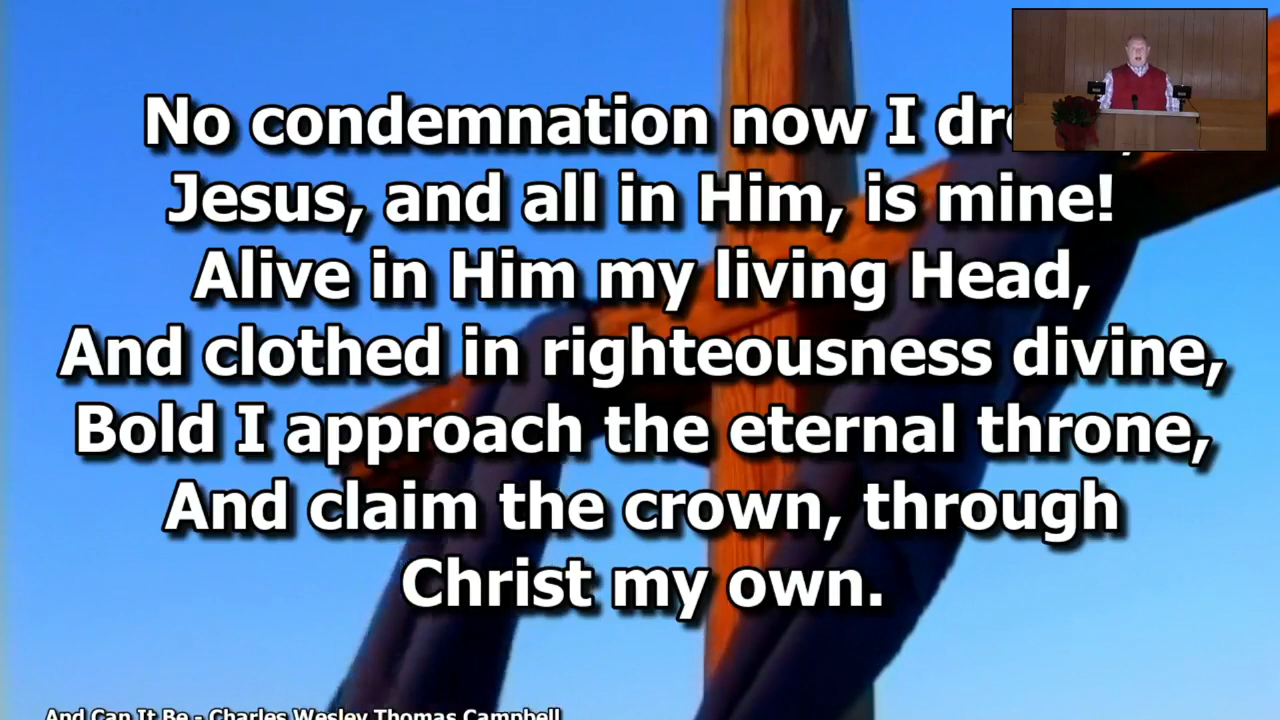 No condemnation now I
Jesus, and all in Him, is mine!
Alive in Him my living Head,
And clothed in righteousness divine,
Bold I approach the eternal throne,
And claim the crown, through
Christ my own.
And Can It Be - Charles Wesley Thomas Campbell